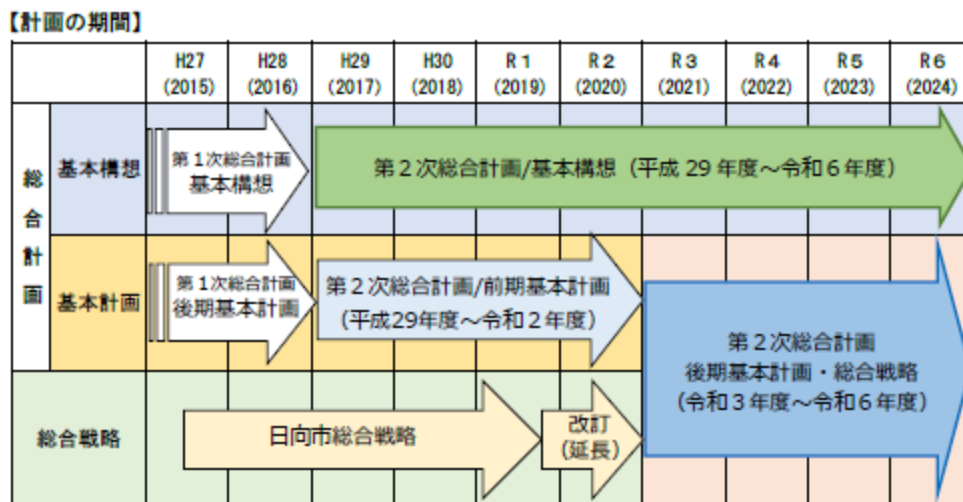 【計画の期間】
H27 H28 H29 H30 R1 R2 R3 R4 R5 R6
(2015) (2016) (2017) (2018) (2019) (2020) (2021) (2022) (2023) (2024)
総合計画
基本構想
第1次総合計画
基本構想
第2次総合計画/基本構想（平成29年度～令和6年度）
基本計画
第1次総合計画
後期基本計画
第2次総合計画/前期基本計画
（平成29年度～令和2年度）
第2次総合計画
後期基本計画・総合戦略
（令和3年度～令和6年度）
総合戦略
日向市総合戦略
改訂
（延長）